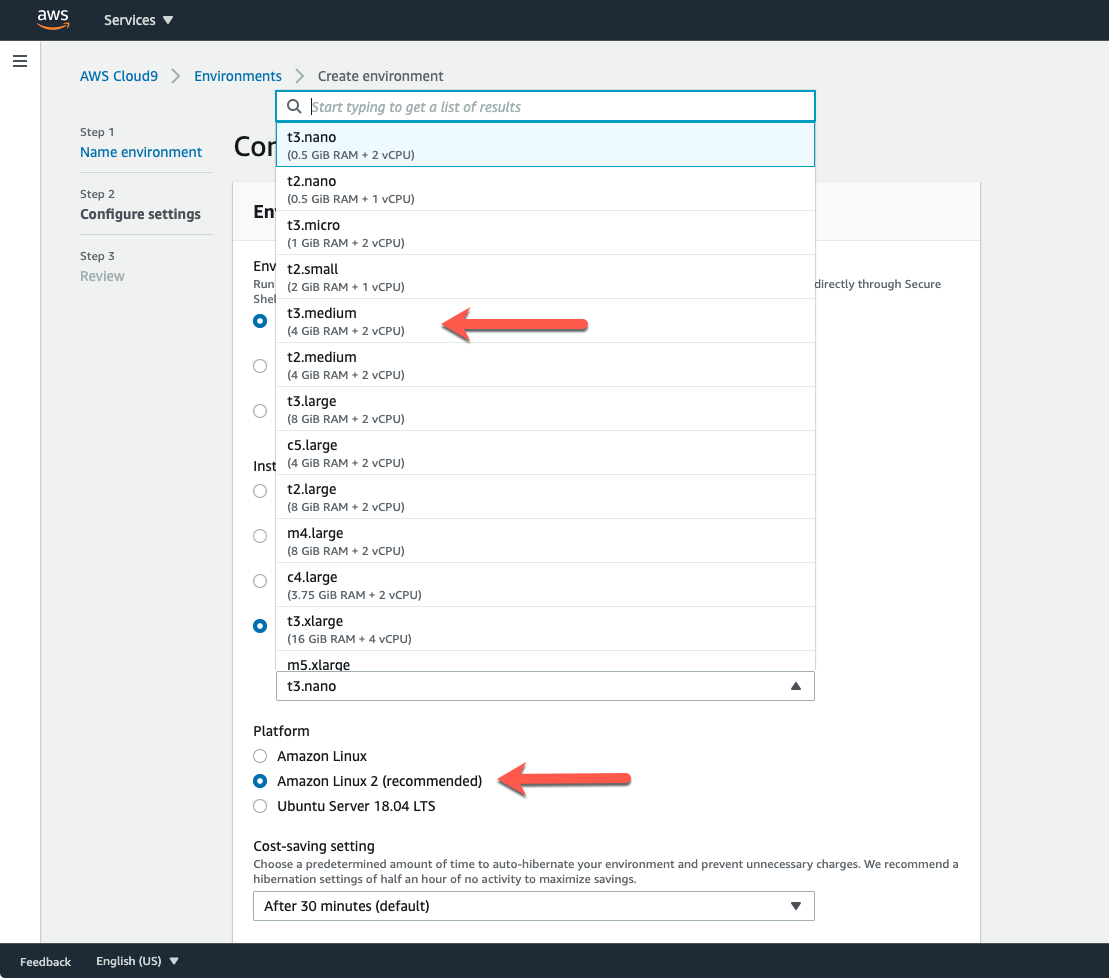 aws
Services
AWS Cloud9
Environments
Create environment
Start typing to get a list of results
Step 1
Name environment
Step 2
Configure settings
Step 3
Review
Con
t3.nano
(0.5 GiB RAM + 2 vCPU)
t2.nano
(0.5 GiB RAM + 1 vCPU)
Env
t3.micro
(1 GiB RAM + 2 vCPU)
Env
t2.small
(2 GiB RAM + 1 vCPU)
Run
directly through Secure
Shel
t3.medium
(4 GiB RAM + 2 vCPU)
t2.medium
(4 GiB RAM + 2 vCPU)
t3.large
(8 GiB RAM + 2 vCPU)
c5.large
(4 GiB RAM + 2 vCPU)
Inst
t2.large
(8 GiB RAM + 2 vCPU)
m4.large
(8 GiB RAM + 2 vCPU)
c4.large
(3.75 GiB RAM + 2 vCPU)
t3.xlarge
(16 GiB RAM + 4 vCPU)
m5.xlarge
t3.nano
Platform
Amazon Linux
Amazon Linux 2 (recommended)
Ubuntu Server 18.04 LTS
Cost-saving setting
Choose a predetermined amount of time to auto-hibernate your environment and prevent unnecessary charges. We recommend a
hibernation settings of half an hour of no activity to maximize savings.
After 30 minutes (default)
Feedback
English (US)